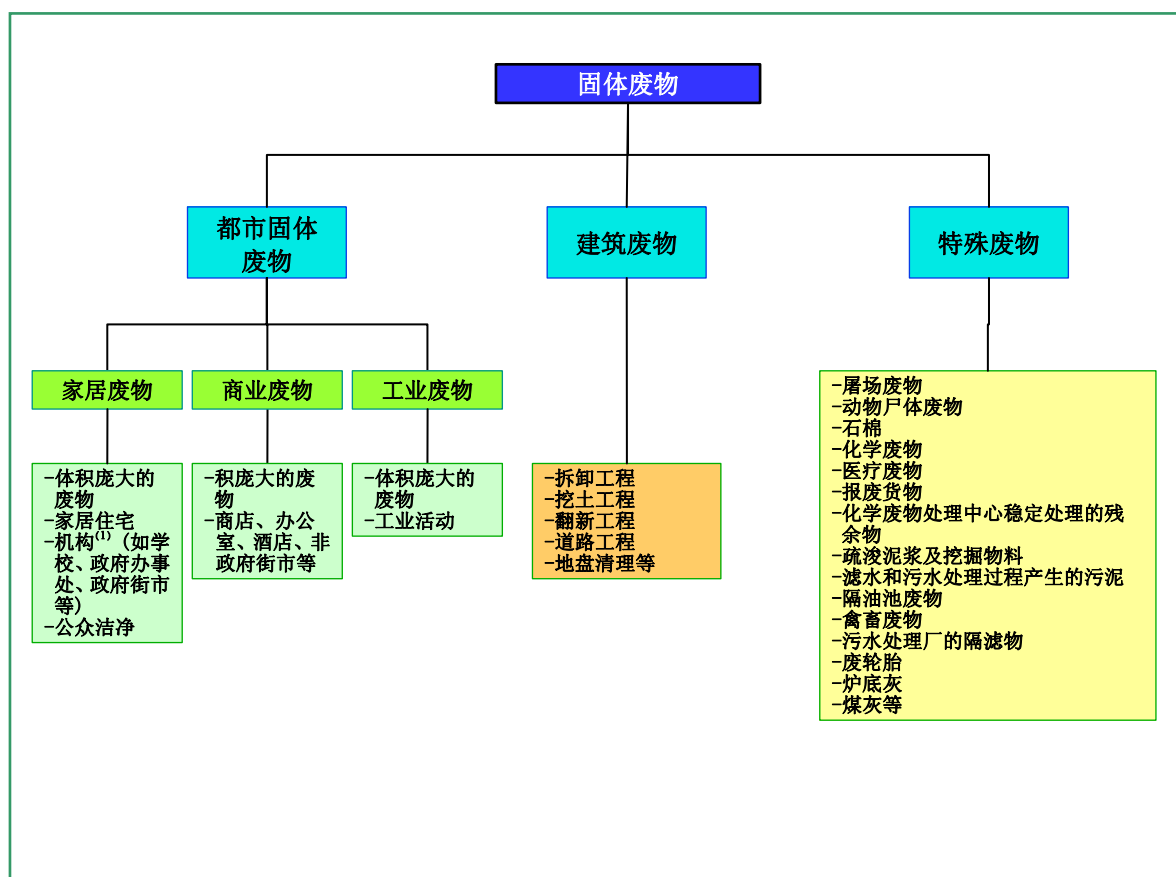 固体废物
都市固体
废物
建筑废物
特殊废物
家居废物
商业废物
工业废物
-体积庞大的
废物
-家居住宅
-机构⁽¹⁾（如学
校、政府办事
处、政府街市
等）
-公众洁净
-积庞大的废
物
-商店、办公
室、酒店、非
政府街市等
-体积庞大的
废物
-工业活动
-拆卸工程
-挖土工程
-翻新工程
-道路工程
-地盘清理等
-屠场废物
-动物尸体废物
-石棉
-化学废物
-医疗废物
-报废货物
-化学废物处理中心稳定处理的残
余物
-疏浚泥浆及挖掘物料
-滤水和污水处理过程产生的污泥
-隔油池废物
-禽畜废物
-污水处理厂的隔滤物
-废轮胎
-炉底灰
-煤灰等